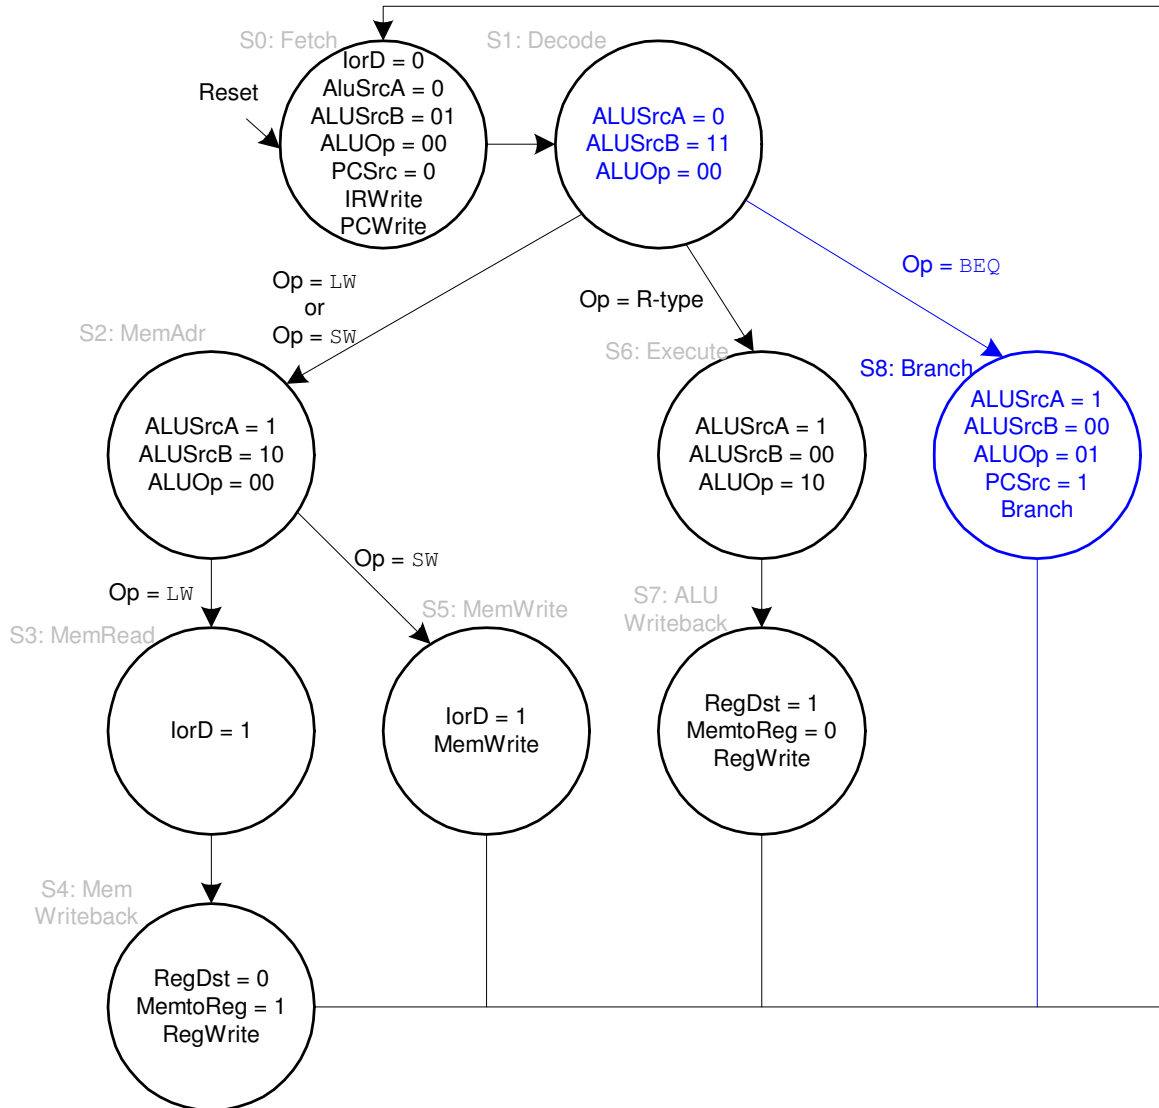 S0: Fetch
S1: Decode
IorD = 0
AluSrcA = 0
ALUSrcB = 01
ALUOp = 00
PCSrc = 0
IRWrite
PCWrite
Reset
ALUSrcA = 0
ALUSrcB = 11
ALUOp = 00
Op = LW
or
Op = SW
Op = R-type
Op = BEQ
S2: MemAdr
S6: Execute
S8: Branch
ALUSrcA = 1
ALUSrcB = 10
ALUOp = 00
ALUSrcA = 1
ALUSrcB = 00
ALUOp = 10
ALUSrcA = 1
ALUSrcB = 00
ALUOp = 01
PCSrc = 1
Branch
Op = LW
Op = SW
S3: MemRead
S5: MemWrite
S7: ALU
Writeback
IorD = 1
IorD = 1
MemWrite
RegDst = 1
MemtoReg = 0
RegWrite
S4: Mem
Writeback
RegDst = 0
MemtoReg = 1
RegWrite